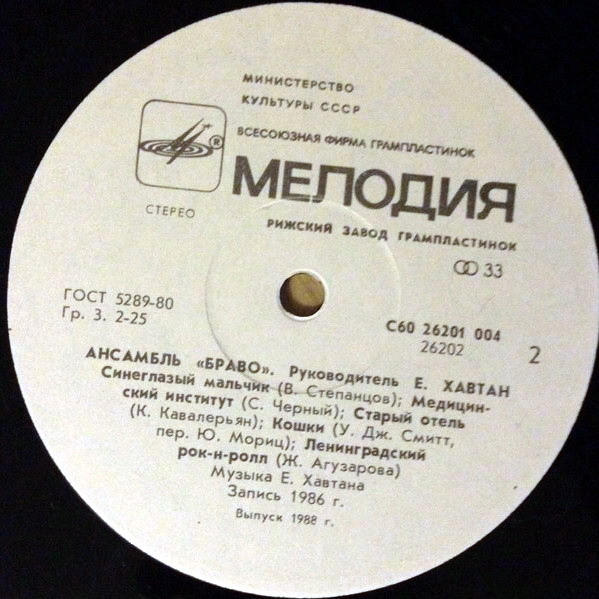 МИНИСТЕРСТВО
КУЛЬТУРЫ СССР
ВСЕСОЮЗНАЯ ФИРМА ГРАМПЛАСТИНОК
®
МЕЛОДИЯ
СТЕРЕО
РИЖСКИЙ ЗАВОД ГРАМПЛАСТИНОК
33
ГОСТ 5289-80
Гр. 3. 2-25
С60 26201 004
26202
2
АНСАМБЛЬ «БРАВО». Руководитель Е. ХАВТАН
Синеглазый мальчик (В. Степанцов); Медицин-
ский институт (С. Черный); Старый отель
(К. Кавалерьян); Кошки (У. Дж. Смитт,
пер. Ю. Мориц); Ленинградский
рок-н-ролл (Ж. Агузарова)
Музыка Е. Хавтана
Запись 1986 г.
Выпуск 1988 г.